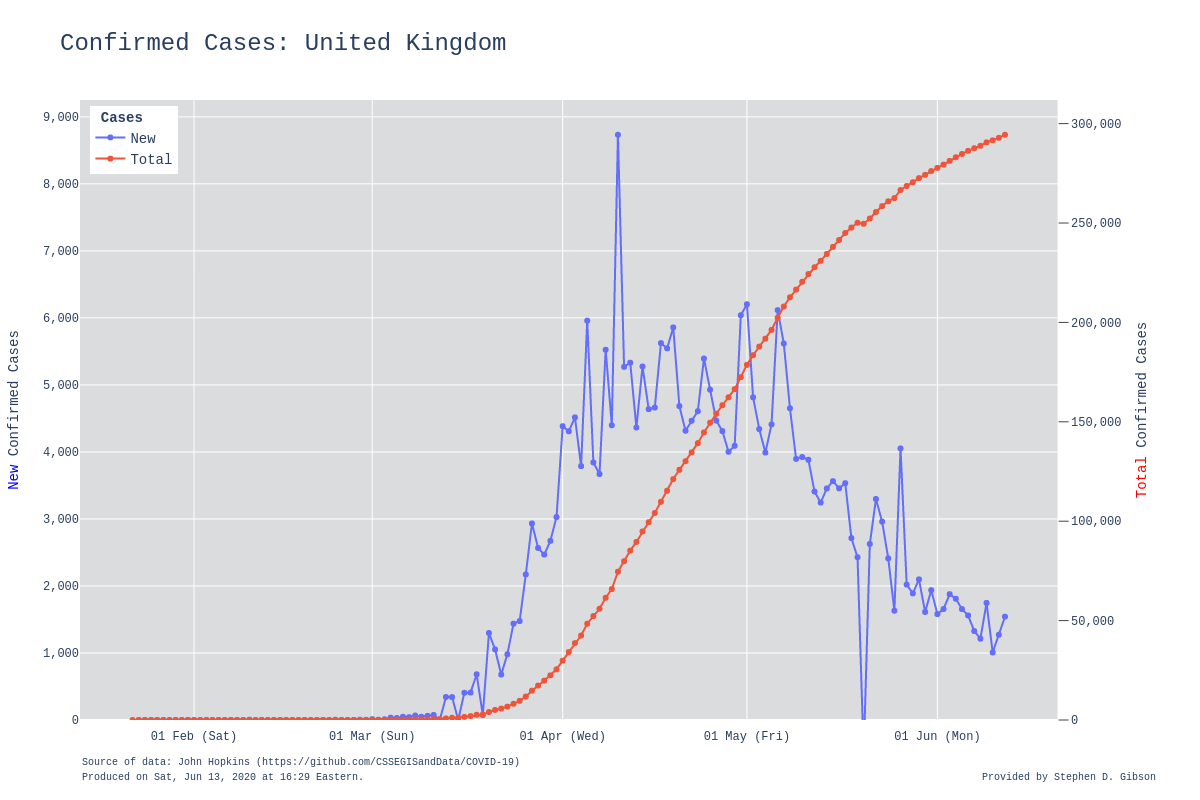 Confirmed Cases: United Kingdom
Cases
New
Total
9,000
8,000
7,000
6,000
5,000
4,000
3,000
2,000
1,000
0
New Confirmed Cases
300,000
250,000
200,000
150,000
100,000
50,000
0
Total Confirmed Cases
01 Feb (Sat) 01 Mar (Sun) 01 Apr (Wed) 01 May (Fri) 01 Jun (Mon)
Source of data: John Hopkins (https://github.com/CSSEGISandData/COVID-19)
Produced on Sat, Jun 13, 2020 at 16:29 Eastern.
Provided by Stephen D. Gibson